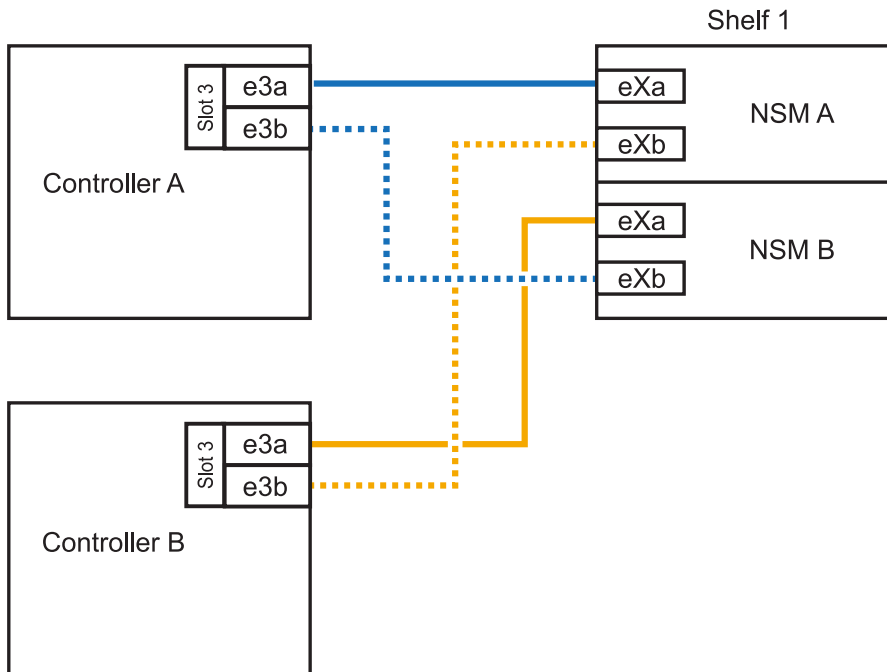 Shelf 1
Slot 3
e3a
e3b
Controller A
eXa
NSM A
eXb
eXa
NSM B
eXb
Slot 3
e3a
e3b
Controller B